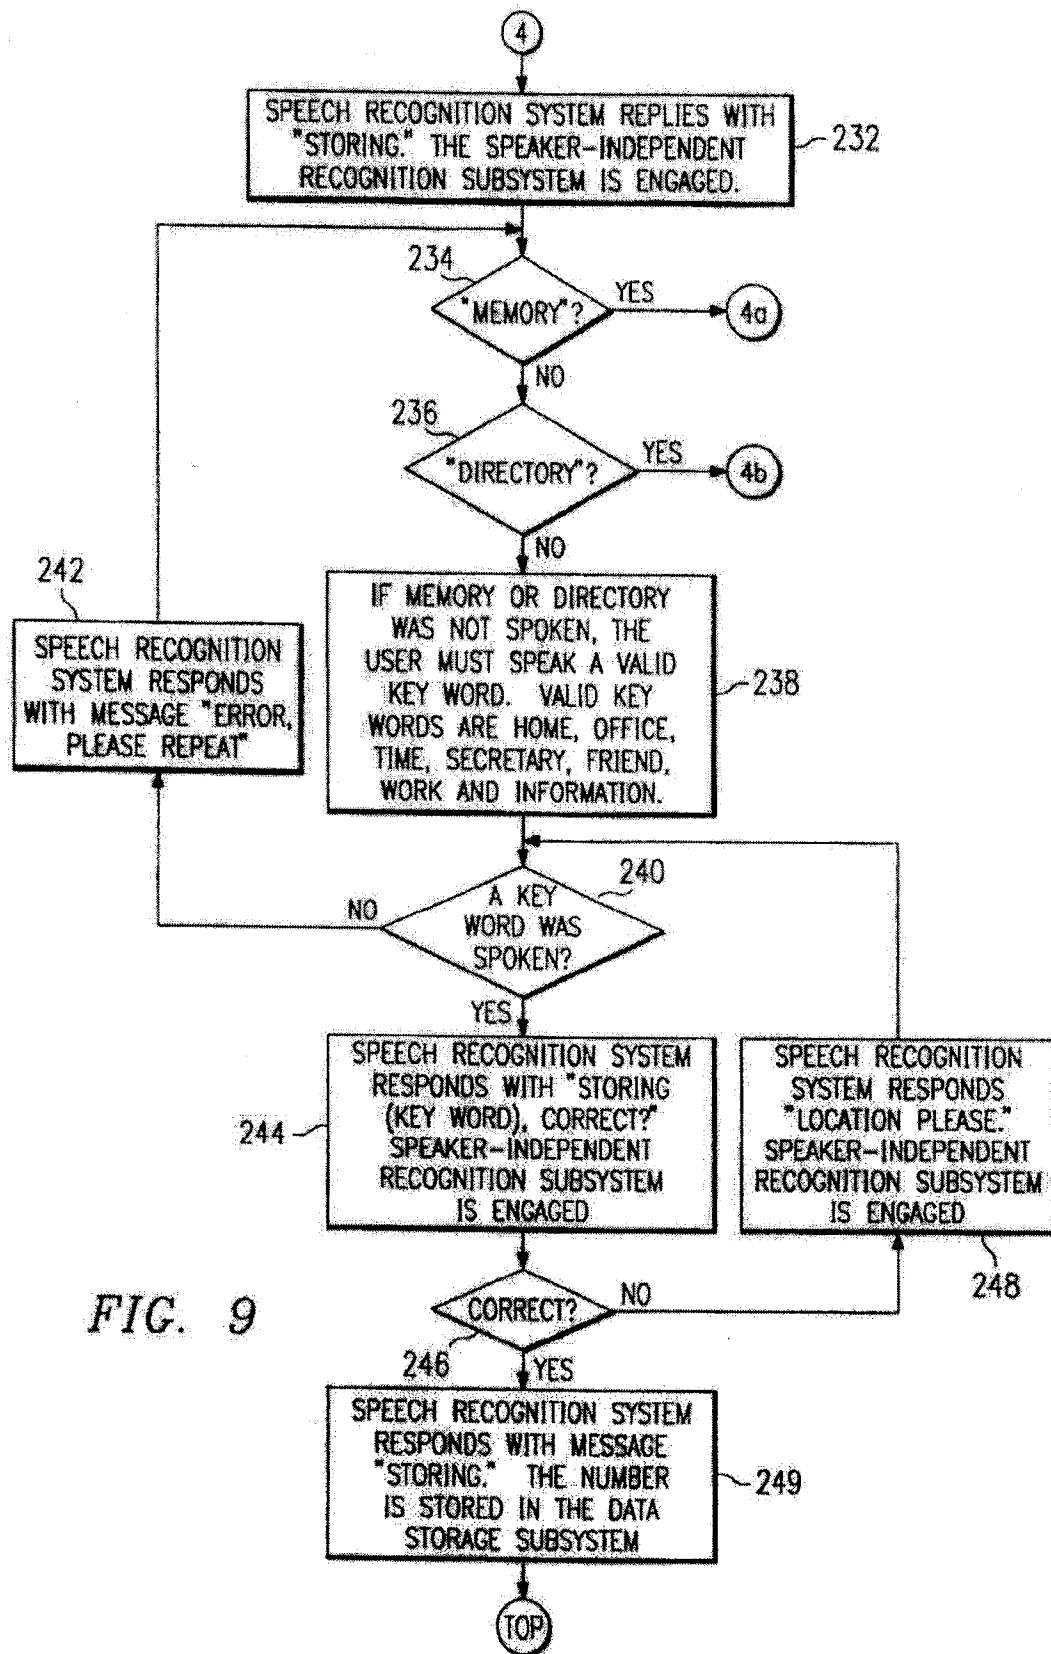 4
SPEECH RECOGNITION SYSTEM REPLIES WITH
"STORING." THE SPEAKER-INDEPENDENT
RECOGNITION SUBSYSTEM IS ENGAGED.
232
234
"MEMORY"?
YES
4a
NO
236
"DIRECTORY"?
YES
4b
NO
242
SPEECH RECOGNITION
SYSTEM RESPONDS
WITH MESSAGE "ERROR,
PLEASE REPEAT"
IF MEMORY OR DIRECTORY
WAS NOT SPOKEN, THE
USER MUST SPEAK A VALID
KEY WORD. VALID KEY
WORDS ARE HOME, OFFICE,
TIME, SECRETARY, FRIEND,
WORK AND INFORMATION.
238
240
A KEY
WORD WAS
SPOKEN?
NO
YES
SPEECH RECOGNITION SYSTEM
RESPONDS WITH "STORING
(KEY WORD), CORRECT?"
SPEAKER-INDEPENDENT
RECOGNITION SUBSYSTEM
IS ENGAGED
244
SPEECH RECOGNITION
SYSTEM RESPONDS
"LOCATION PLEASE."
SPEAKER-INDEPENDENT
RECOGNITION SUBSYSTEM
IS ENGAGED
248
CORRECT?
NO
246
YES
FIG. 9
SPEECH RECOGNITION SYSTEM
RESPONDS WITH MESSAGE
"STORING." THE NUMBER
IS STORED IN THE DATA
STORAGE SUBSYSTEM
249
TOP